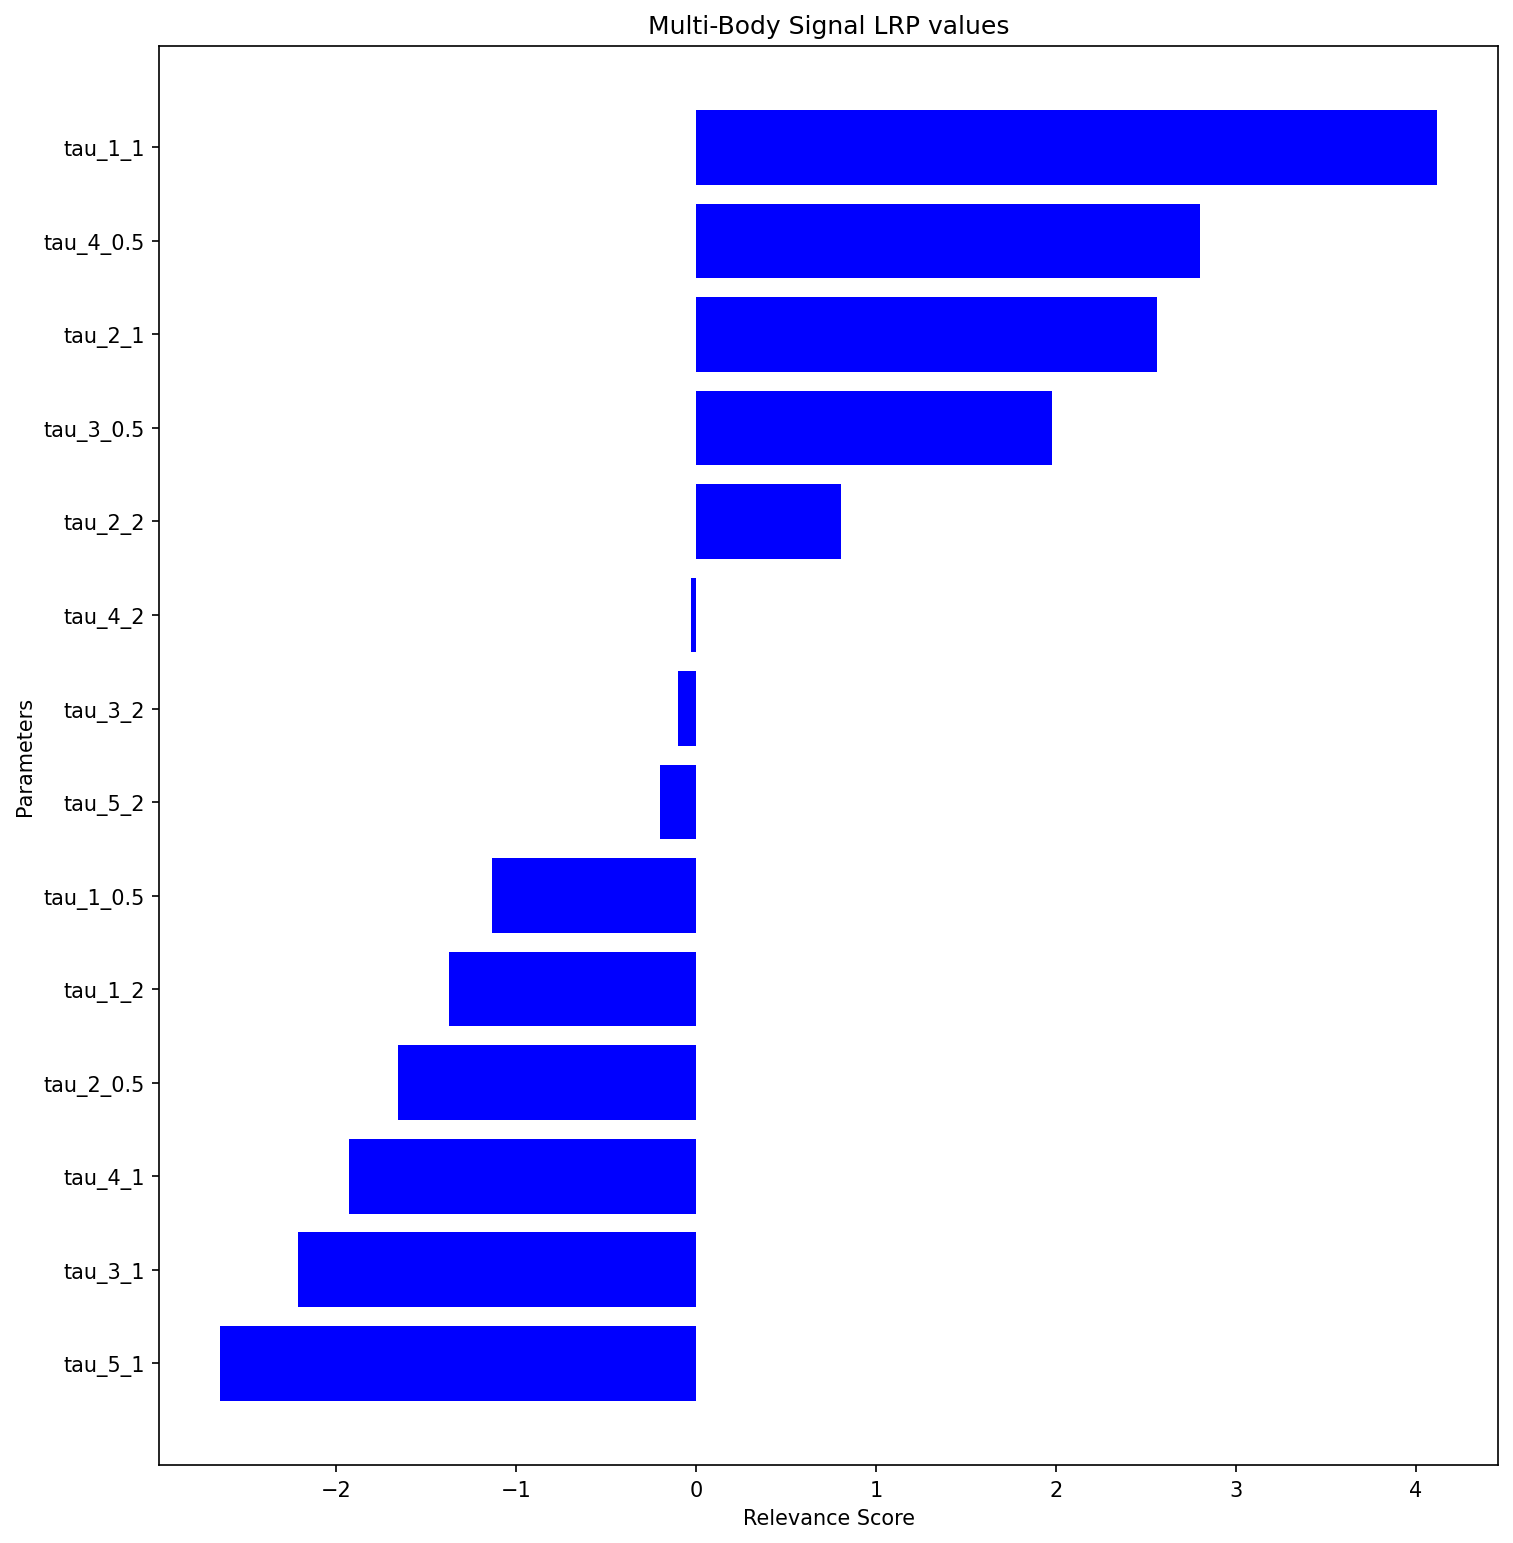 Multi-Body Signal LRP values
tau_1_1
tau_4_0.5
tau_2_1
tau_3_0.5
tau_2_2
tau_4_2
tau_3_2
tau_5_2
tau_1_0.5
tau_1_2
tau_2_0.5
tau_4_1
tau_3_1
tau_5_1
Parameters
−2 −1 0 1 2 3 4
Relevance Score